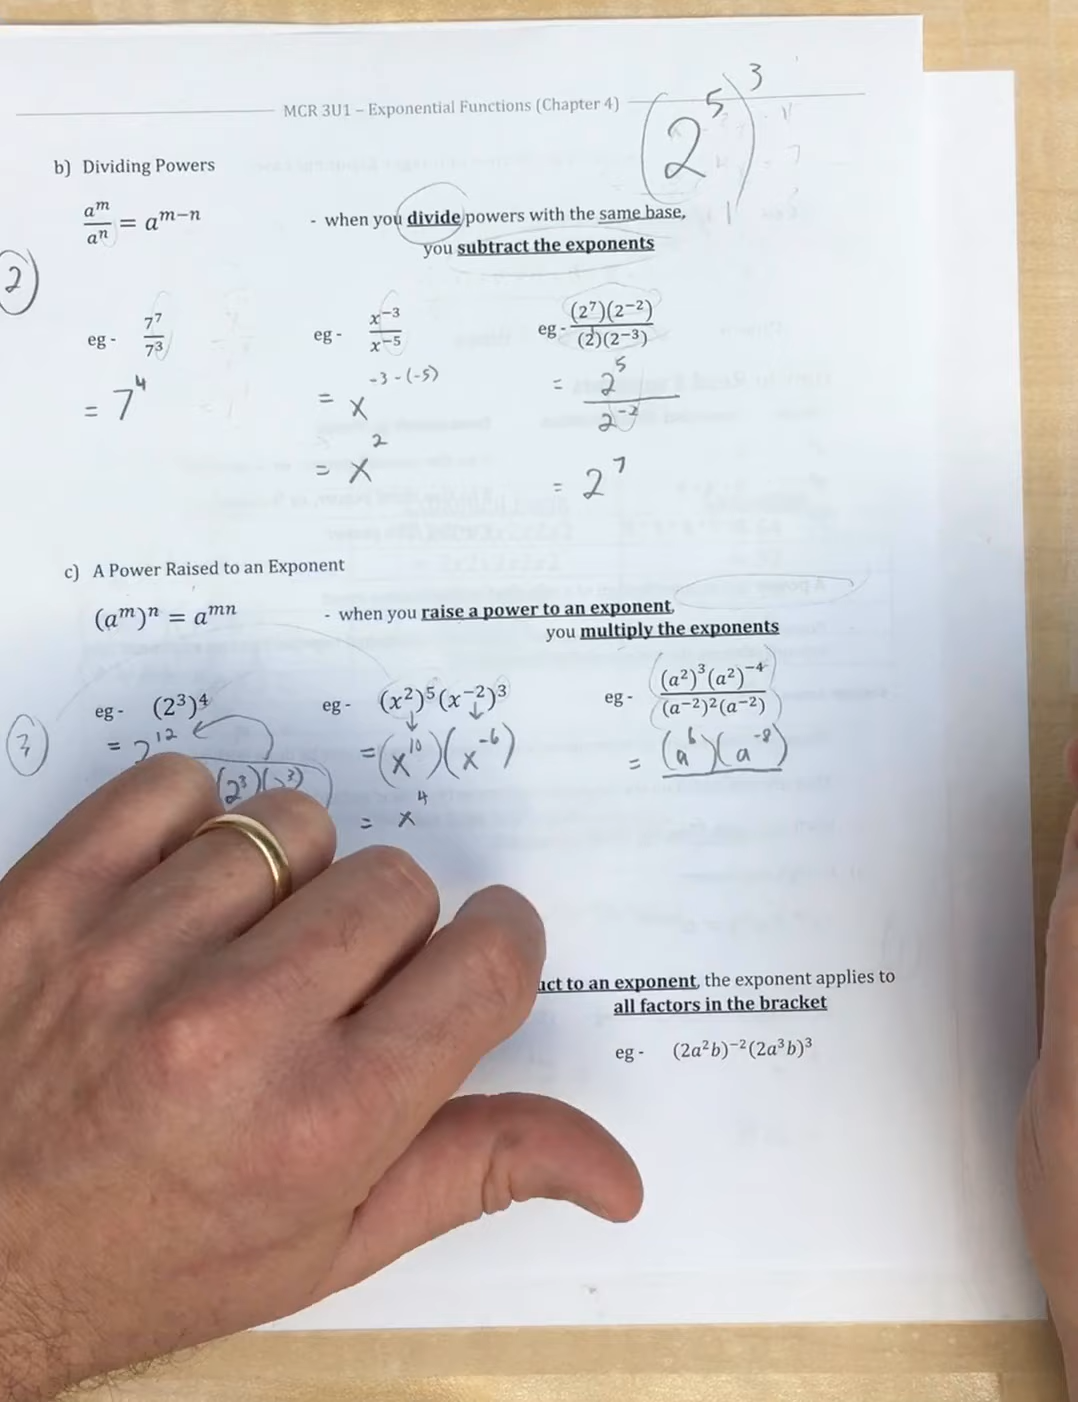 MCR 3U1 – Exponential Functions (Chapter 4)
(2^5)^3
b) Dividing Powers
a^m/a^n = a^(m−n)
- when you divide powers with the same base,
you subtract the exponents
2
eg - 7^7/7^3
= 7^4
eg - x^−3/x^−5
= x^(-3-(-5))
= x^2
eg - (2^7)(2^−2)/(2)(2^−3)
= 2^5/2^-2
= 2^7
c) A Power Raised to an Exponent
(a^m)^n = a^mn
- when you raise a power to an exponent,
you multiply the exponents
3
eg - (2^3)^4
= 2^12
(2^3)(2^3)
eg - (x^2)^5(x^−2)^3
= (x^10)(x^-6)
= x^4
eg - (a^2)^3(a^2)^−4/(a^−2)^2(a^−2)
= (a^6)(a^-8)
to an exponent, the exponent applies to
all factors in the bracket
eg - (2a^2b)^−2(2a^3b)^3